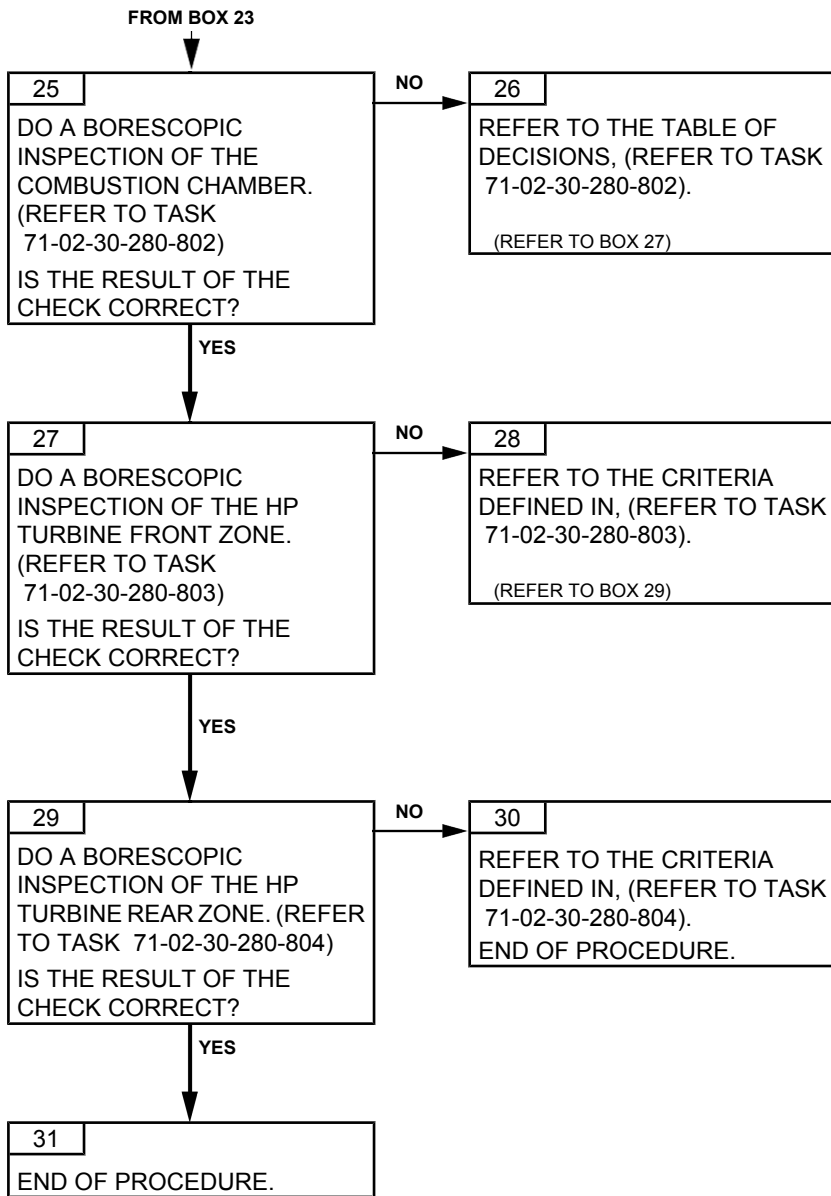 FROM BOX 23
25
DO A BORESCOPIC
INSPECTION OF THE
COMBUSTION CHAMBER.
(REFER TO TASK
71-02-30-280-802)
IS THE RESULT OF THE
CHECK CORRECT?
NO
26
REFER TO THE TABLE OF
DECISIONS, (REFER TO TASK
71-02-30-280-802).
(REFER TO BOX 27)
YES
27
DO A BORESCOPIC
INSPECTION OF THE HP
TURBINE FRONT ZONE.
(REFER TO TASK
71-02-30-280-803)
IS THE RESULT OF THE
CHECK CORRECT?
NO
28
REFER TO THE CRITERIA
DEFINED IN, (REFER TO TASK
71-02-30-280-803).
(REFER TO BOX 29)
YES
29
DO A BORESCOPIC
INSPECTION OF THE HP
TURBINE REAR ZONE. (REFER
TO TASK 71-02-30-280-804)
IS THE RESULT OF THE
CHECK CORRECT?
NO
30
REFER TO THE CRITERIA
DEFINED IN, (REFER TO TASK
71-02-30-280-804).
END OF PROCEDURE.
YES
31
END OF PROCEDURE.